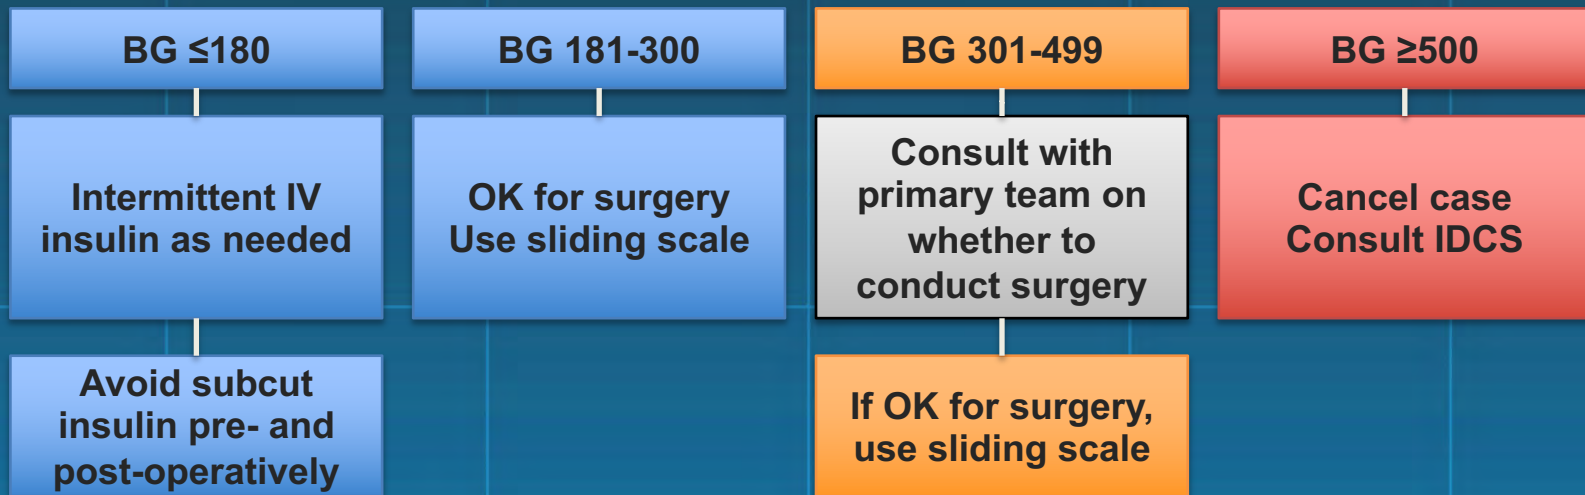 BG ≤180
Intermittent IV
insulin as needed
Avoid subcut
insulin pre- and
post-operatively
BG 181-300
OK for surgery
Use sliding scale
BG 301-499
Consult with
primary team on
whether to
conduct surgery
If OK for surgery,
use sliding scale
BG ≥500
Cancel case
Consult IDCS